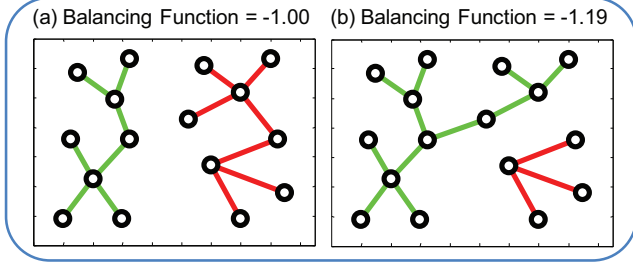 (a) Balancing Function = -1.00
(b) Balancing Function = -1.19